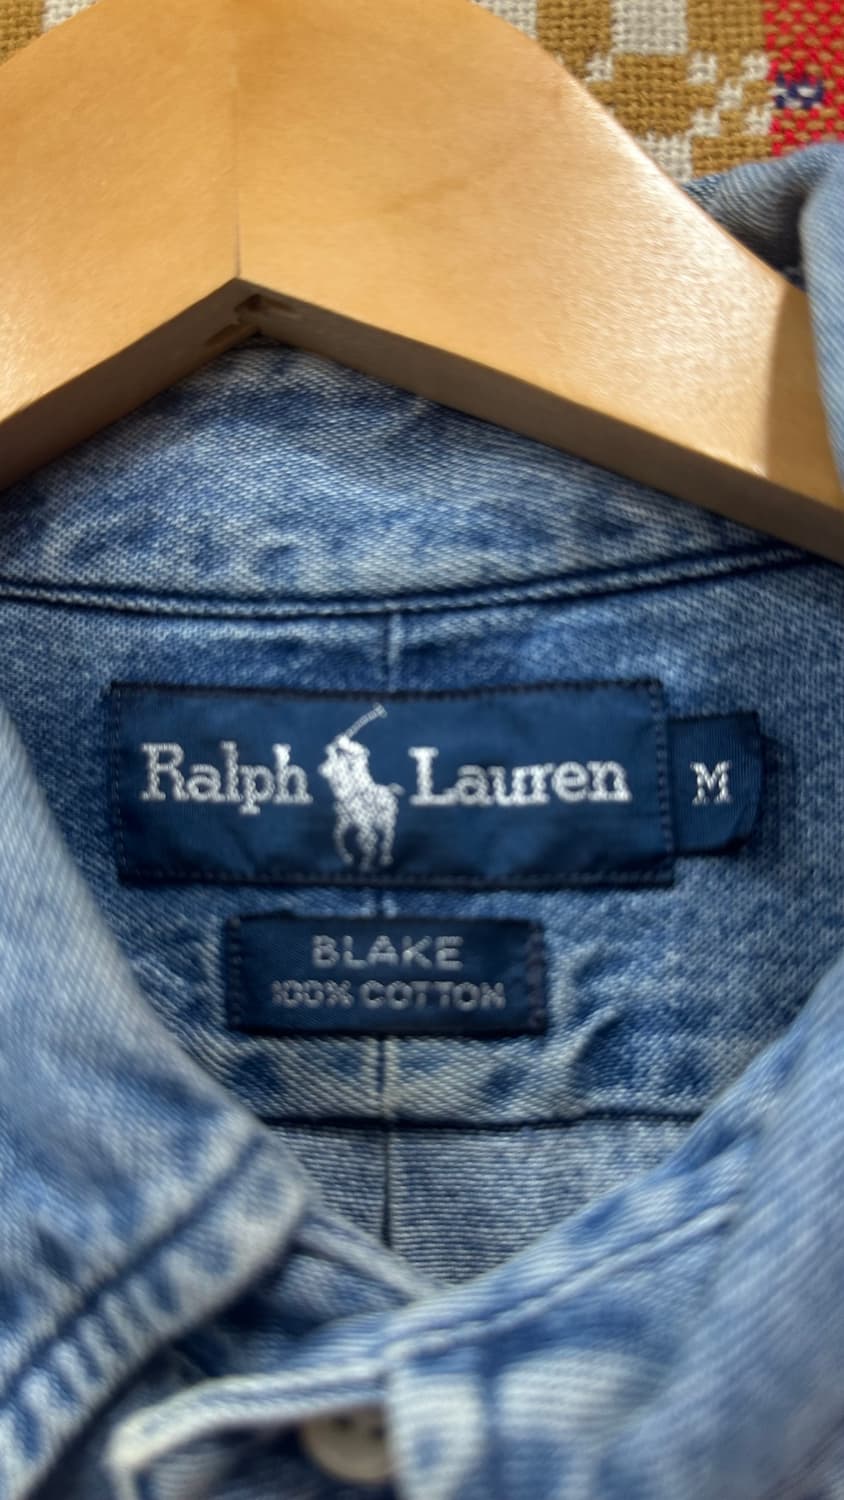 Ralph Lauren M
BLAKE
100% COTTON